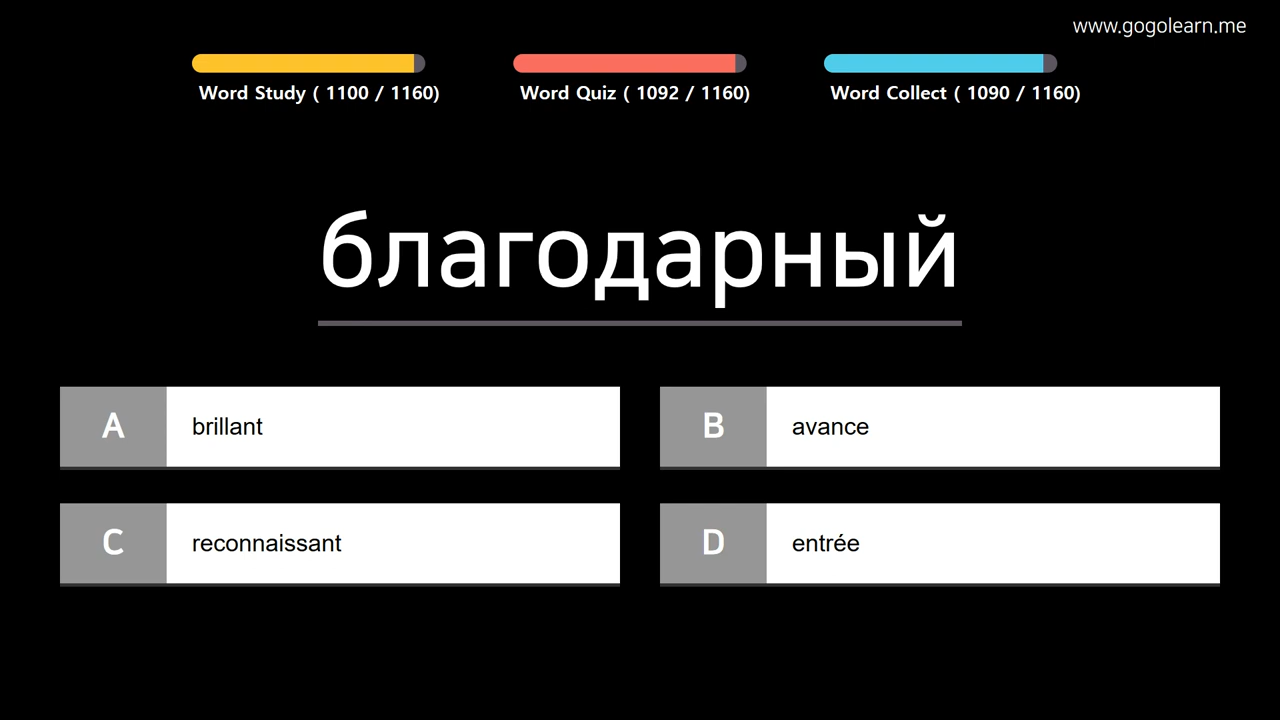 www.gogolearn.me
Word Study ( 1100 / 1160)
Word Quiz ( 1092 / 1160)
Word Collect ( 1090 / 1160)
благодарный
A brillant
B avance
C reconnaissant
D entrée